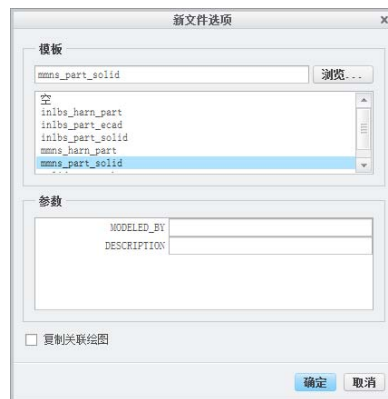 新文件选项
x
模板
mmns_part_solid
浏览...
空
inlbs_harn_part
inlbs_part_ecad
inlbs_part_solid
mmns_harn_part
mmns_part_solid
参数
MODELED_BY
DESCRIPTION
复制关联绘图
确定 取消